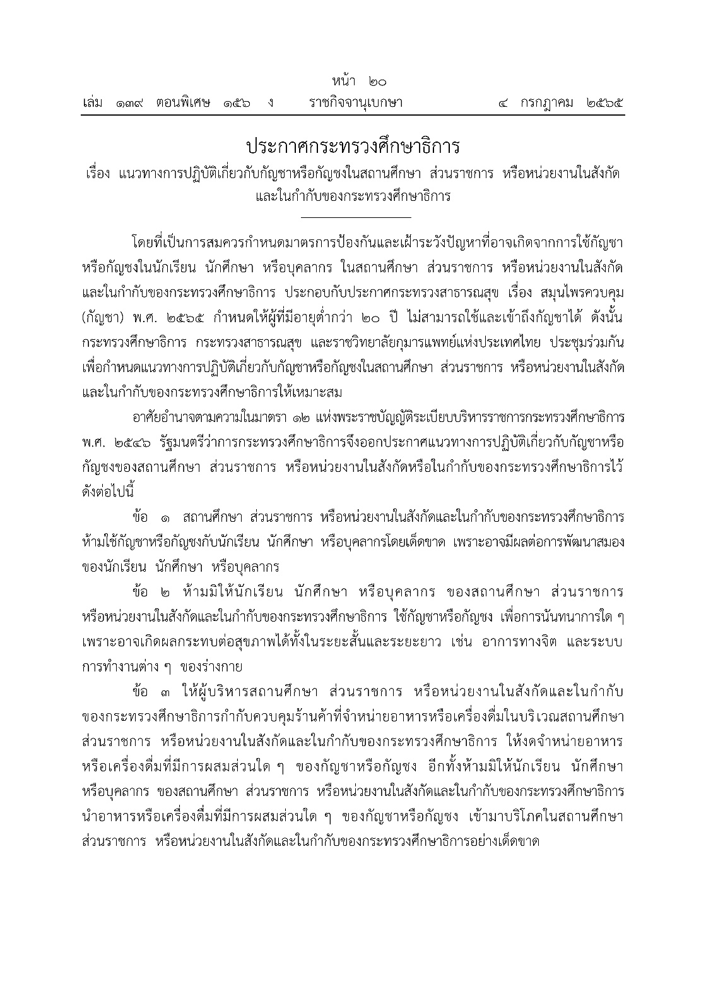 หน้า ๒๐
เล่ม ๑๓๙ ตอนพิเศษ ๑๕๖ ง ราชกิจจานุเบกษา ๔ กรกฎาคม ๒๕๖๕
ประกาศกระทรวงศึกษาธิการ
เรื่อง แนวทางการปฏิบัติเกี่ยวกับกัญชาหรือกัญชงในสถานศึกษา ส่วนราชการ หรือหน่วยงานในสังกัด
และในกำกับของกระทรวงศึกษาธิการ
โดยที่เป็นการสมควรกำหนดมาตรการป้องกันและเฝ้าระวังปัญหาที่อาจเกิดจากการใช้กัญชา
หรือกัญชงในนักเรียน นักศึกษา หรือบุคลากร ในสถานศึกษา ส่วนราชการ หรือหน่วยงานในสังกัด
และในกำกับของกระทรวงศึกษาธิการ ประกอบกับประกาศกระทรวงสาธารณสุข เรื่อง สมุนไพรควบคุม
(กัญชา) พ.ศ. ๒๕๖๕ กำหนดให้ผู้ที่มีอายุต่ำกว่า ๒๐ ปี ไม่สามารถใช้และเข้าถึงกัญชาได้ ดังนั้น
กระทรวงศึกษาธิการ กระทรวงสาธารณสุข และราชวิทยาลัยกุมารแพทย์แห่งประเทศไทย ประชุมร่วมกัน
เพื่อกำหนดแนวทางการปฏิบัติเกี่ยวกับกัญชาหรือกัญชงในสถานศึกษา ส่วนราชการ หรือหน่วยงานในสังกัด
และในกำกับของกระทรวงศึกษาธิการให้เหมาะสม
อาศัยอำนาจตามความในมาตรา ๑๒ แห่งพระราชบัญญัติระเบียบบริหารราชการกระทรวงศึกษาธิการ
พ.ศ. ๒๕๔๖ รัฐมนตรีว่าการกระทรวงศึกษาธิการจึงออกประกาศแนวทางการปฏิบัติเกี่ยวกับกัญชาหรือ
กัญชงของสถานศึกษา ส่วนราชการ หรือหน่วยงานในสังกัดหรือในกำกับของกระทรวงศึกษาธิการไว้
ดังต่อไปนี้
ข้อ ๑ สถานศึกษา ส่วนราชการ หรือหน่วยงานในสังกัดและในกำกับของกระทรวงศึกษาธิการ
ห้ามใช้กัญชาหรือกัญชงกับนักเรียน นักศึกษา หรือบุคลากรโดยเด็ดขาด เพราะอาจมีผลต่อการพัฒนาสมอง
ของนักเรียน นักศึกษา หรือบุคลากร
ข้อ ๒ ห้ามมิให้นักเรียน นักศึกษา หรือบุคลากร ของสถานศึกษา ส่วนราชการ
หรือหน่วยงานในสังกัดและในกำกับของกระทรวงศึกษาธิการ ใช้กัญชาหรือกัญชง เพื่อการนันทนาการใด ๆ
เพราะอาจเกิดผลกระทบต่อสุขภาพได้ทั้งในระยะสั้นและระยะยาว เช่น อาการทางจิต และระบบ
การทำงานต่าง ๆ ของร่างกาย
ข้อ ๓ ให้ผู้บริหารสถานศึกษา ส่วนราชการ หรือหน่วยงานในสังกัดและในกำกับ
ของกระทรวงศึกษาธิการกำกับควบคุมร้านค้าที่จำหน่ายอาหารหรือเครื่องดื่มในบริเวณสถานศึกษา
ส่วนราชการ หรือหน่วยงานในสังกัดและในกำกับของกระทรวงศึกษาธิการ ให้งดจำหน่ายอาหาร
หรือเครื่องดื่มที่มีการผสมส่วนใด ๆ ของกัญชาหรือกัญชง อีกทั้งห้ามมิให้นักเรียน นักศึกษา
หรือบุคลากร ของสถานศึกษา ส่วนราชการ หรือหน่วยงานในสังกัดและในกำกับของกระทรวงศึกษาธิการ
นำอาหารหรือเครื่องดื่มที่มีการผสมส่วนใด ๆ ของกัญชาหรือกัญชง เข้ามาบริโภคในสถานศึกษา
ส่วนราชการ หรือหน่วยงานในสังกัดและในกำกับของกระทรวงศึกษาธิการอย่างเด็ดขาด